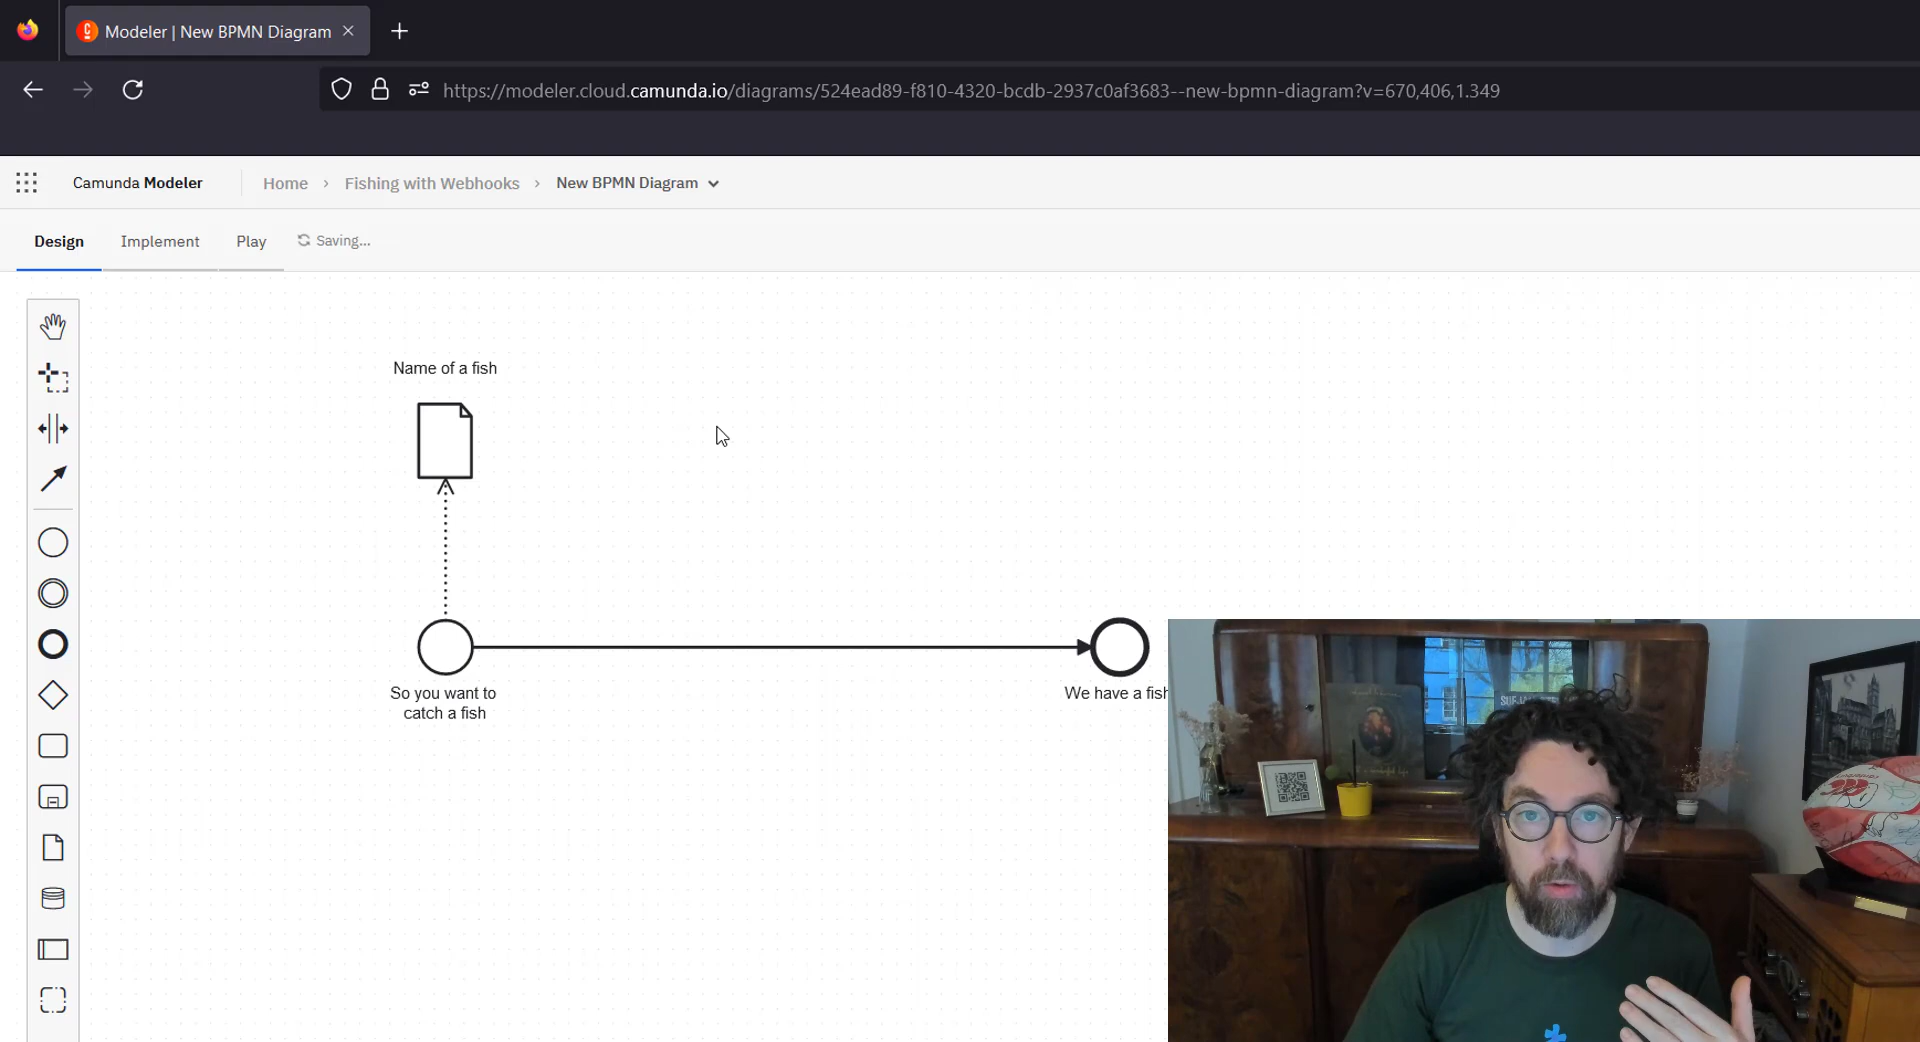 Modeler | New BPMN Diagram
https://modeler.cloud.camunda.io/diagrams/524ead89-f810-4320-bcdb-2937c0af3683--new-bpmn-diagram?v=670,406,1.349
Camunda Modeler
Home › Fishing with Webhooks › New BPMN Diagram
Design Implement Play Saving...
Name of a fish
So you want to
catch a fish
We have a fish